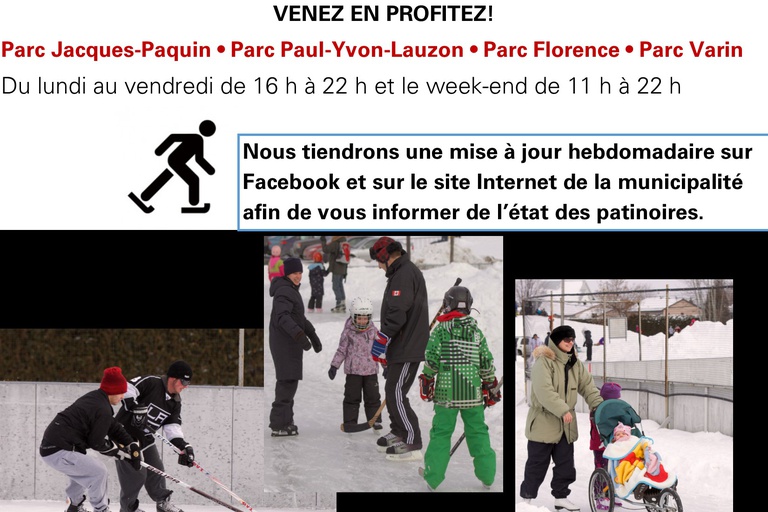 VENEZ EN PROFITEZ!
Parc Jacques-Paquin • Parc Paul-Yvon-Lauzon • Parc Florence • Parc Varin
Du lundi au vendredi de 16 h à 22 h et le week-end de 11 h à 22 h
Nous tiendrons une mise à jour hebdomadaire sur
Facebook et sur le site Internet de la municipalité
afin de vous informer de l’état des patinoires.